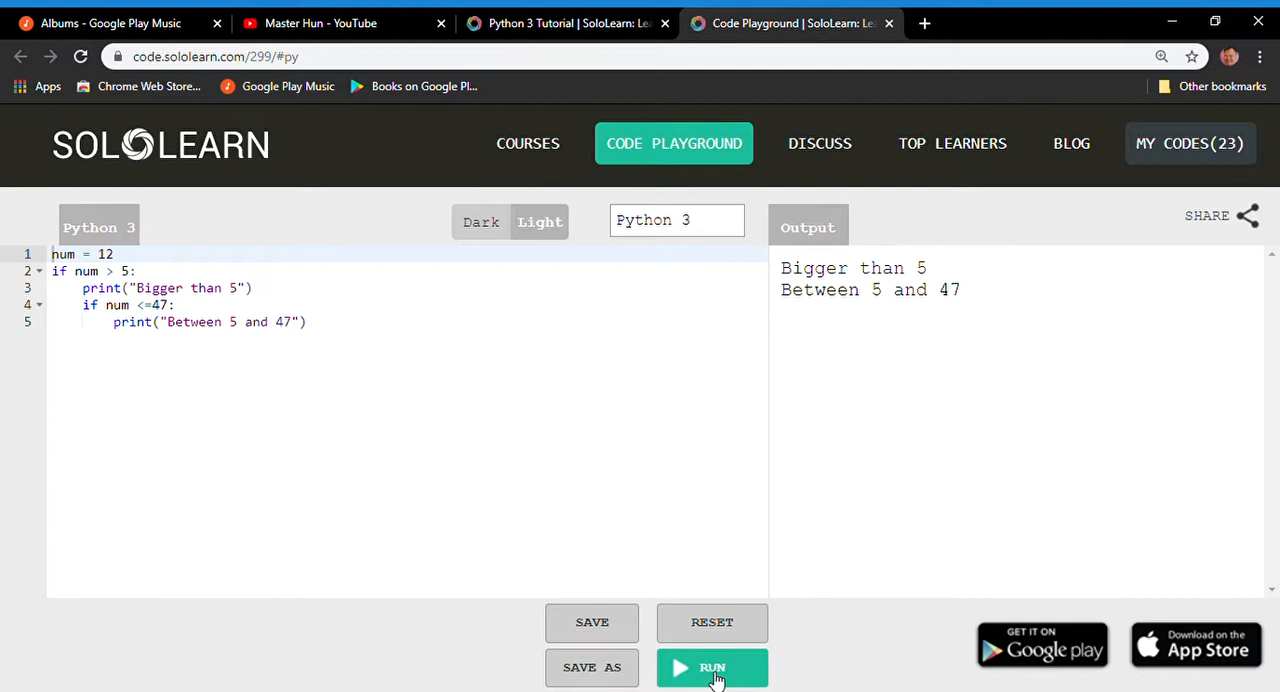 Albums - Google Play Music
Master Hun - YouTube
Python 3 Tutorial | SoloLearn: Le
Code Playground | SoloLearn: Le
code.sololearn.com/299/#py
Apps
Chrome Web Store...
Google Play Music
Books on Google Pl...
Other bookmarks
SOLOLEARN
COURSES
CODE PLAYGROUND
DISCUSS
TOP LEARNERS
BLOG
MY CODES(23)
Python 3
Dark
Light
Python 3
Output
SHARE
1 num = 12
2 if num > 5:
3 print("Bigger than 5")
4 if num <=47:
5 print("Between 5 and 47")
Bigger than 5
Between 5 and 47
SAVE
RESET
SAVE AS
RUN
GET IT ON
Google play
Download on the
App Store